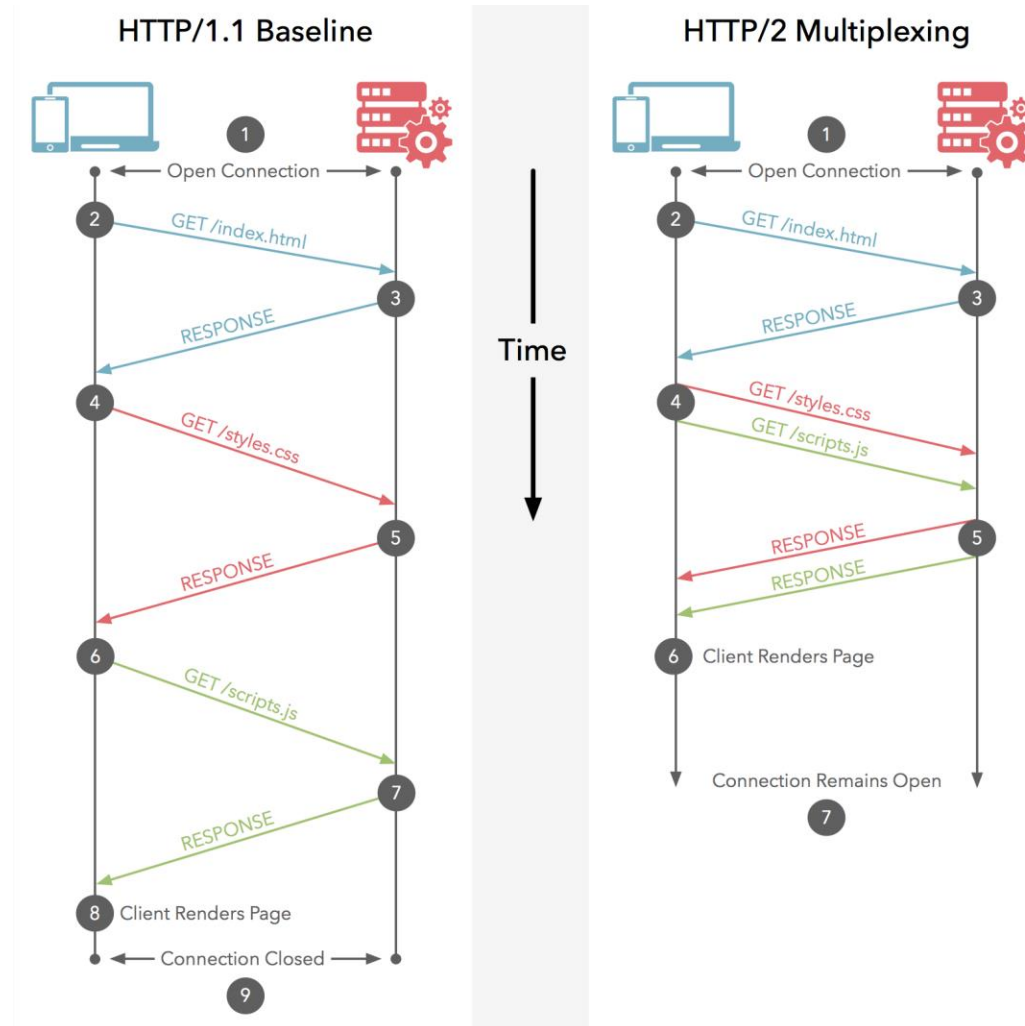 HTTP/1.1 Baseline
1
Open Connection
2
GET /index.html
3
RESPONSE
4
GET /styles.css
5
RESPONSE
6
GET /scripts.js
7
RESPONSE
8 Client Renders Page
Connection Closed
9
Time
HTTP/2 Multiplexing
1
Open Connection
2
GET /index.html
3
RESPONSE
4
GET /styles.css
GET /scripts.js
5
RESPONSE
RESPONSE
6 Client Renders Page
Connection Remains Open
7